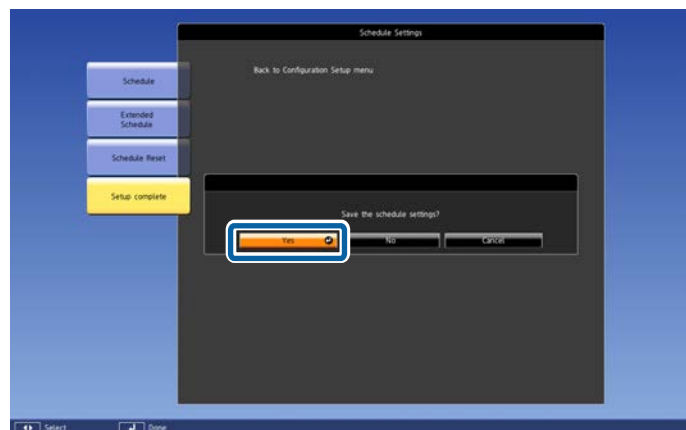 Schedule Settings
Back to Configuration Setup menu
Schedule
Extended
Schedule
Schedule Reset
Setup complete
Save the schedule settings?
Yes No Cancel
Select Done